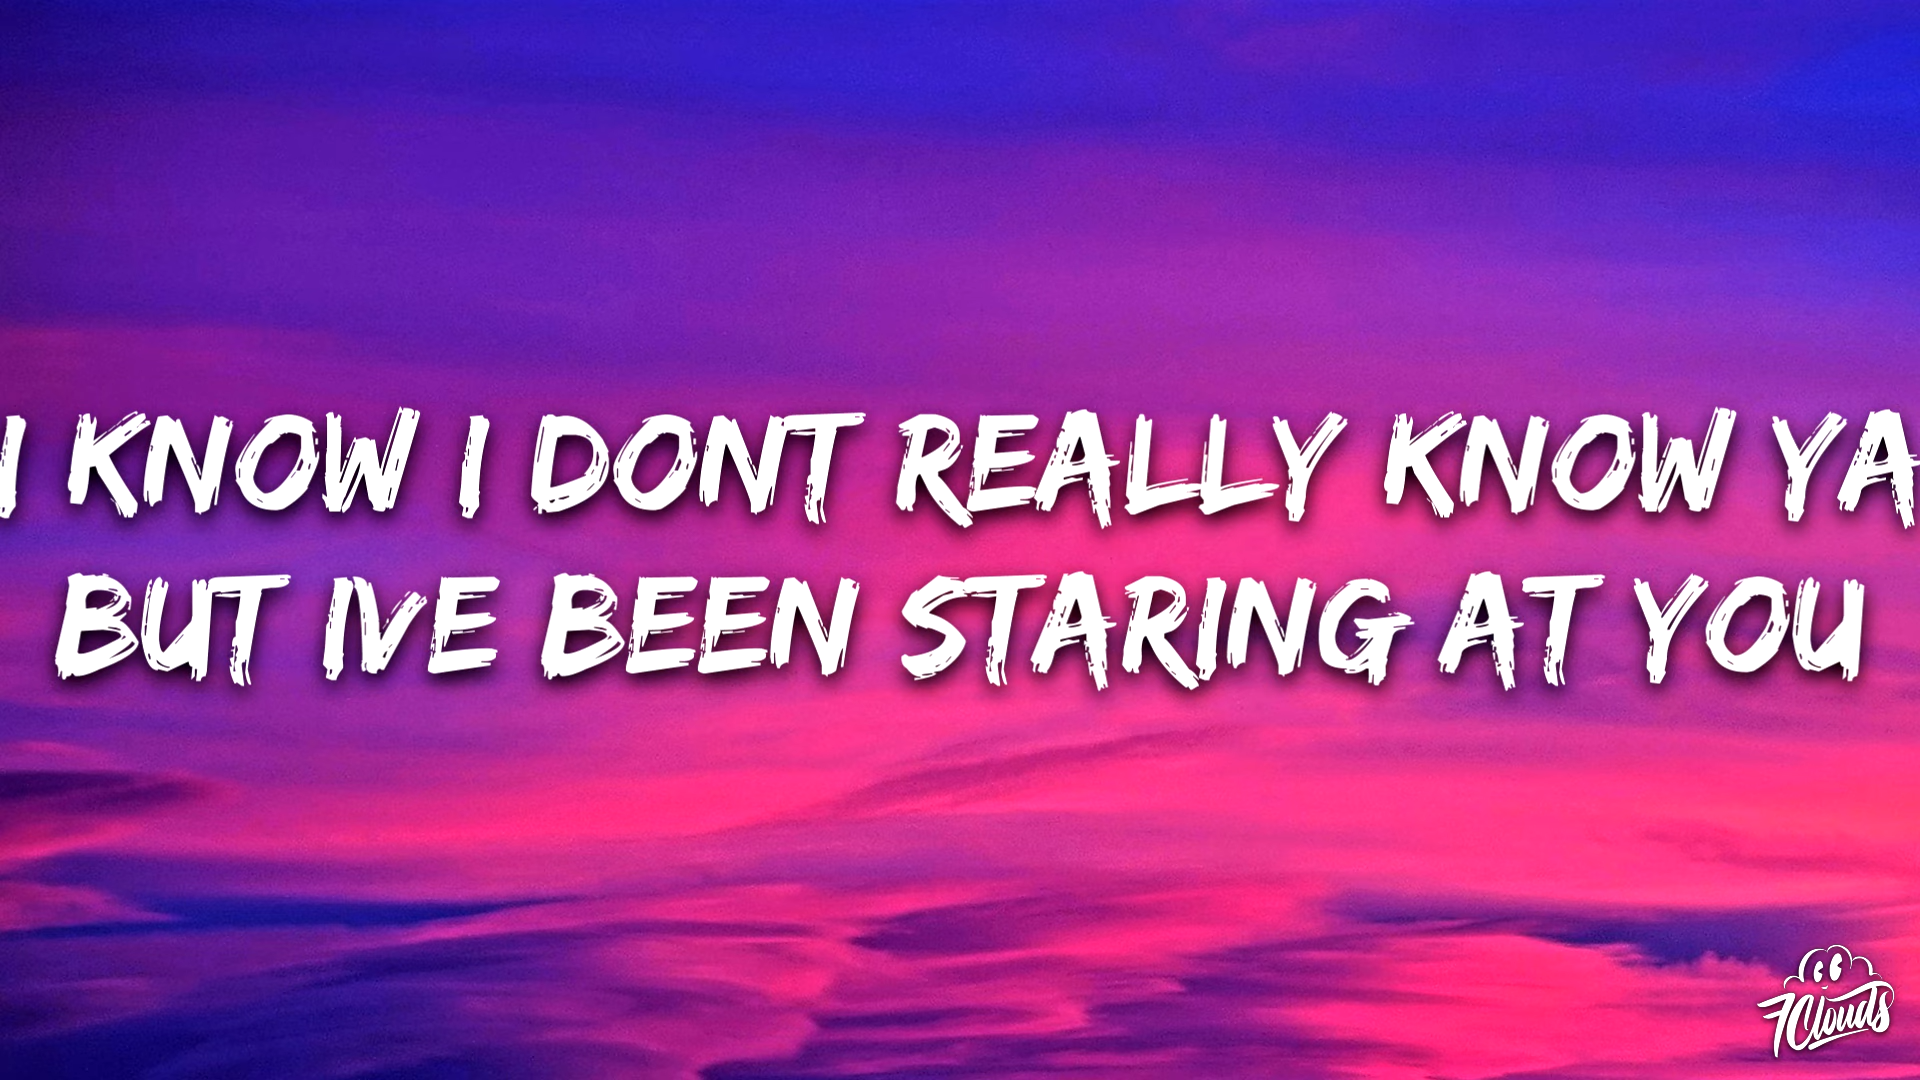 I KNOW I DONT REALLY KNOW YA
BUT IVE BEEN STARING AT YOU
7Clouds